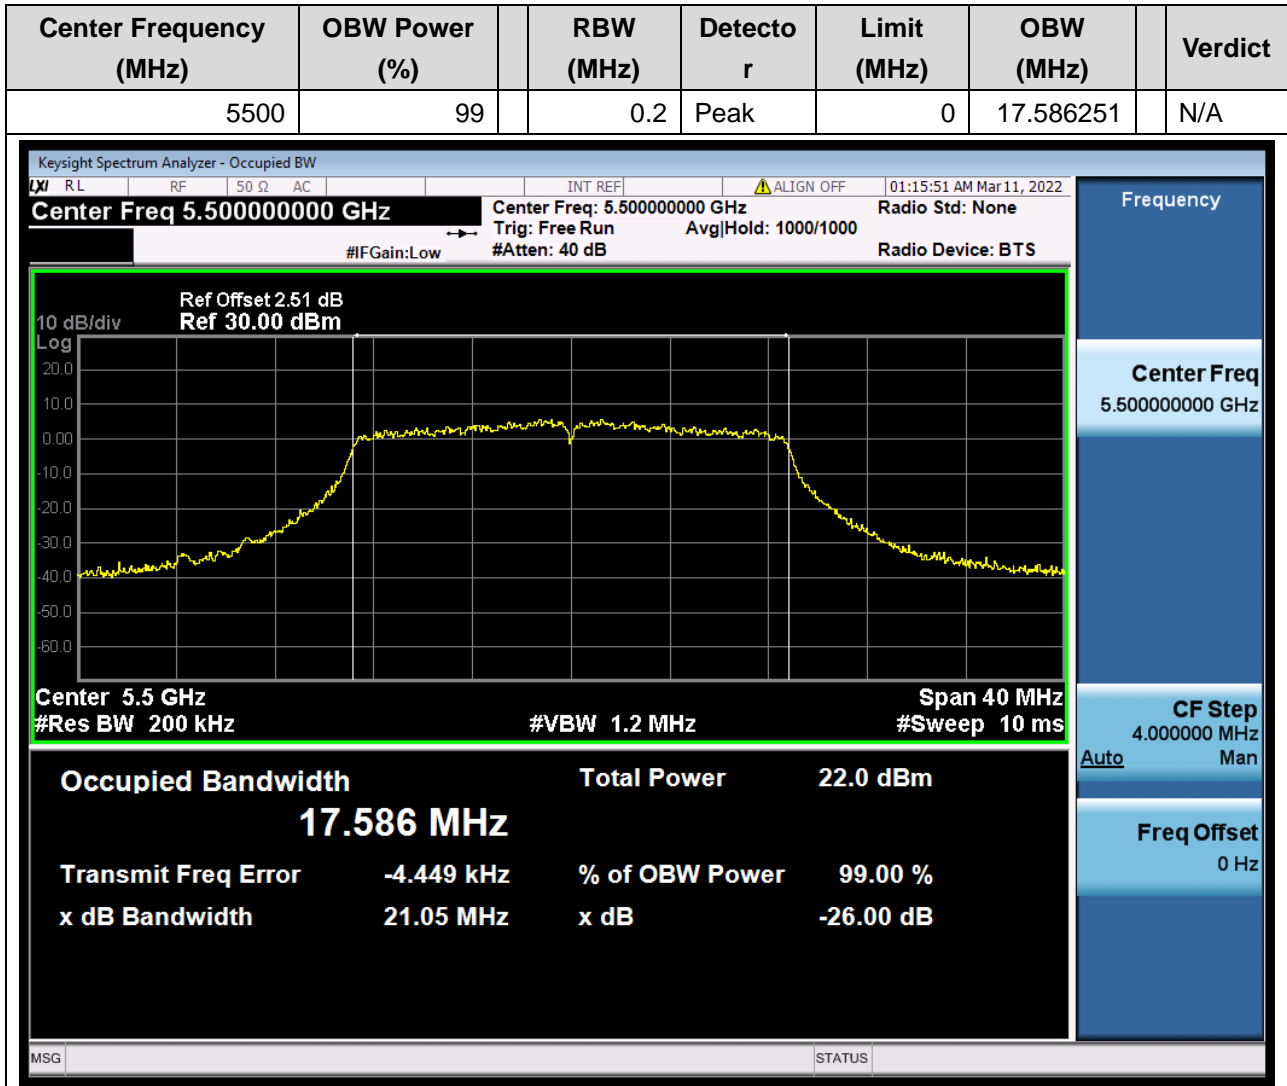 Center Frequency (MHz) OBW Power (%) RBW (MHz) Detector Limit (MHz) OBW (MHz) Verdict
5500 99 0.2 Peak 0 17.586251 N/A
Keysight Spectrum Analyzer - Occupied BW
LXI RL RF 50 Ω AC INT REF ALIGN OFF 01:15:51 AM Mar 11, 2022
Center Freq 5.500000000 GHz
Center Freq: 5.500000000 GHz
Radio Std: None
Trig: Free Run Avg|Hold: 1000/1000
#IFGain:Low
#Atten: 40 dB
Radio Device: BTS
Ref Offset 2.51 dB
10 dB/div Ref 30.00 dBm
Log
20.0
10.0
0.00
-10.0
-20.0
-30.0
-40.0
-50.0
-60.0
Center 5.5 GHz Span 40 MHz
#Res BW 200 kHz #VBW 1.2 MHz #Sweep 10 ms
Occupied Bandwidth Total Power 22.0 dBm
17.586 MHz
Transmit Freq Error -4.449 kHz % of OBW Power 99.00 %
x dB Bandwidth 21.05 MHz x dB -26.00 dB
Frequency
Center Freq
5.500000000 GHz
CF Step
4.000000 MHz
Auto Man
Freq Offset
0 Hz
MSG STATUS